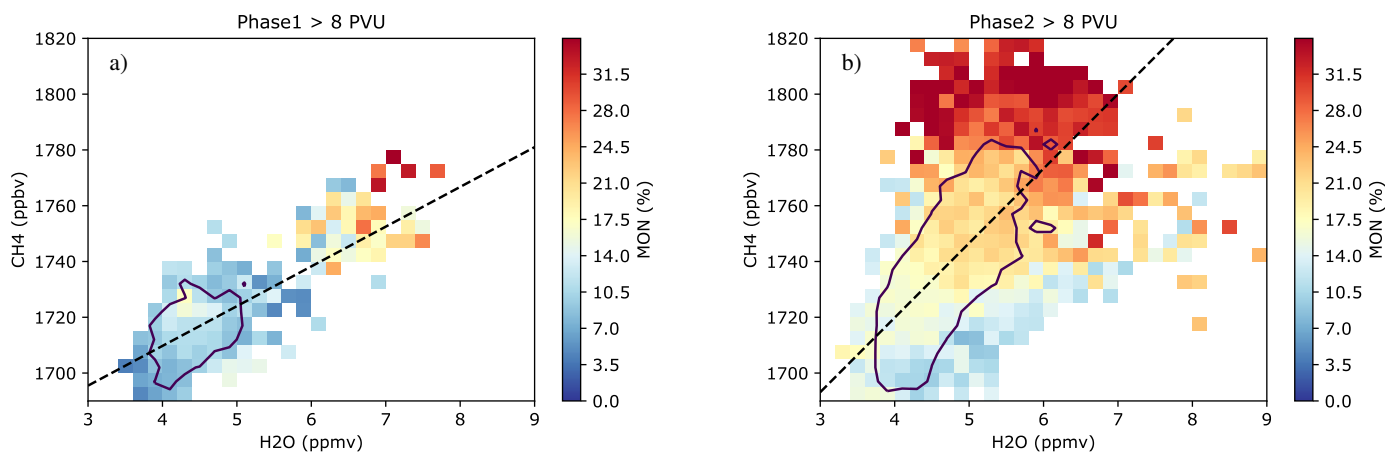 Phase1 > 8 PVU
a)
1820
1800
1780
1760
1740
1720
1700
CH4 (ppbv)
3 4 5 6 7 8 9
H2O (ppmv)
31.5
28.0
24.5
21.0
17.5
14.0
10.5
7.0
3.5
0.0
MON (%)
Phase2 > 8 PVU
b)
1820
1800
1780
1760
1740
1720
1700
CH4 (ppbv)
3 4 5 6 7 8 9
H2O (ppmv)
31.5
28.0
24.5
21.0
17.5
14.0
10.5
7.0
3.5
0.0
MON (%)